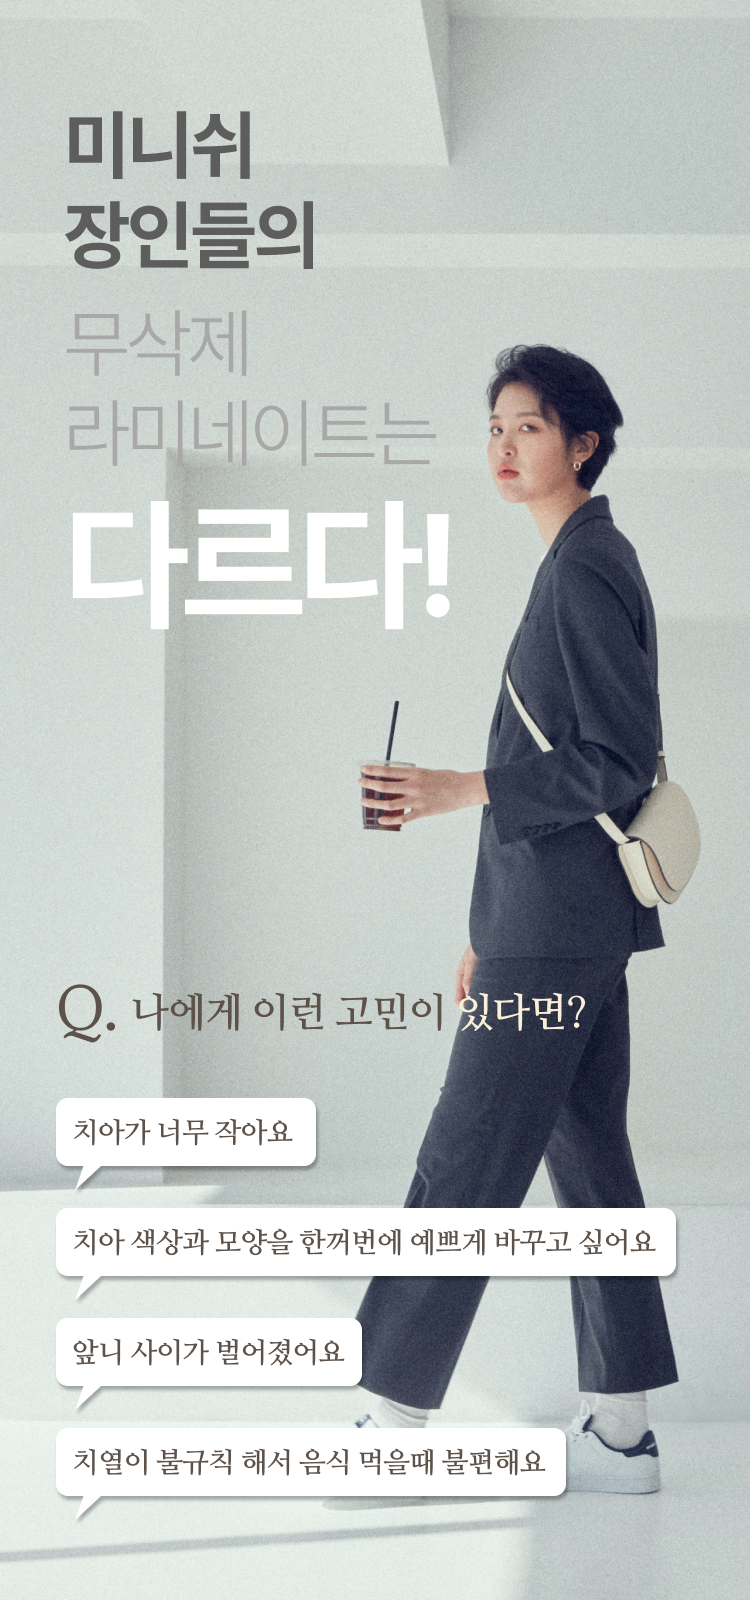 미니쉬
장인들의
무삭제
라미네이트는
다르다!
Q. 나에게 이런 고민이 있다면?
치아가 너무 작아요
치아 색상과 모양을 한꺼번에 예쁘게 바꾸고 싶어요
앞니 사이가 벌어졌어요
치열이 불규칙 해서 음식 먹을때 불편해요